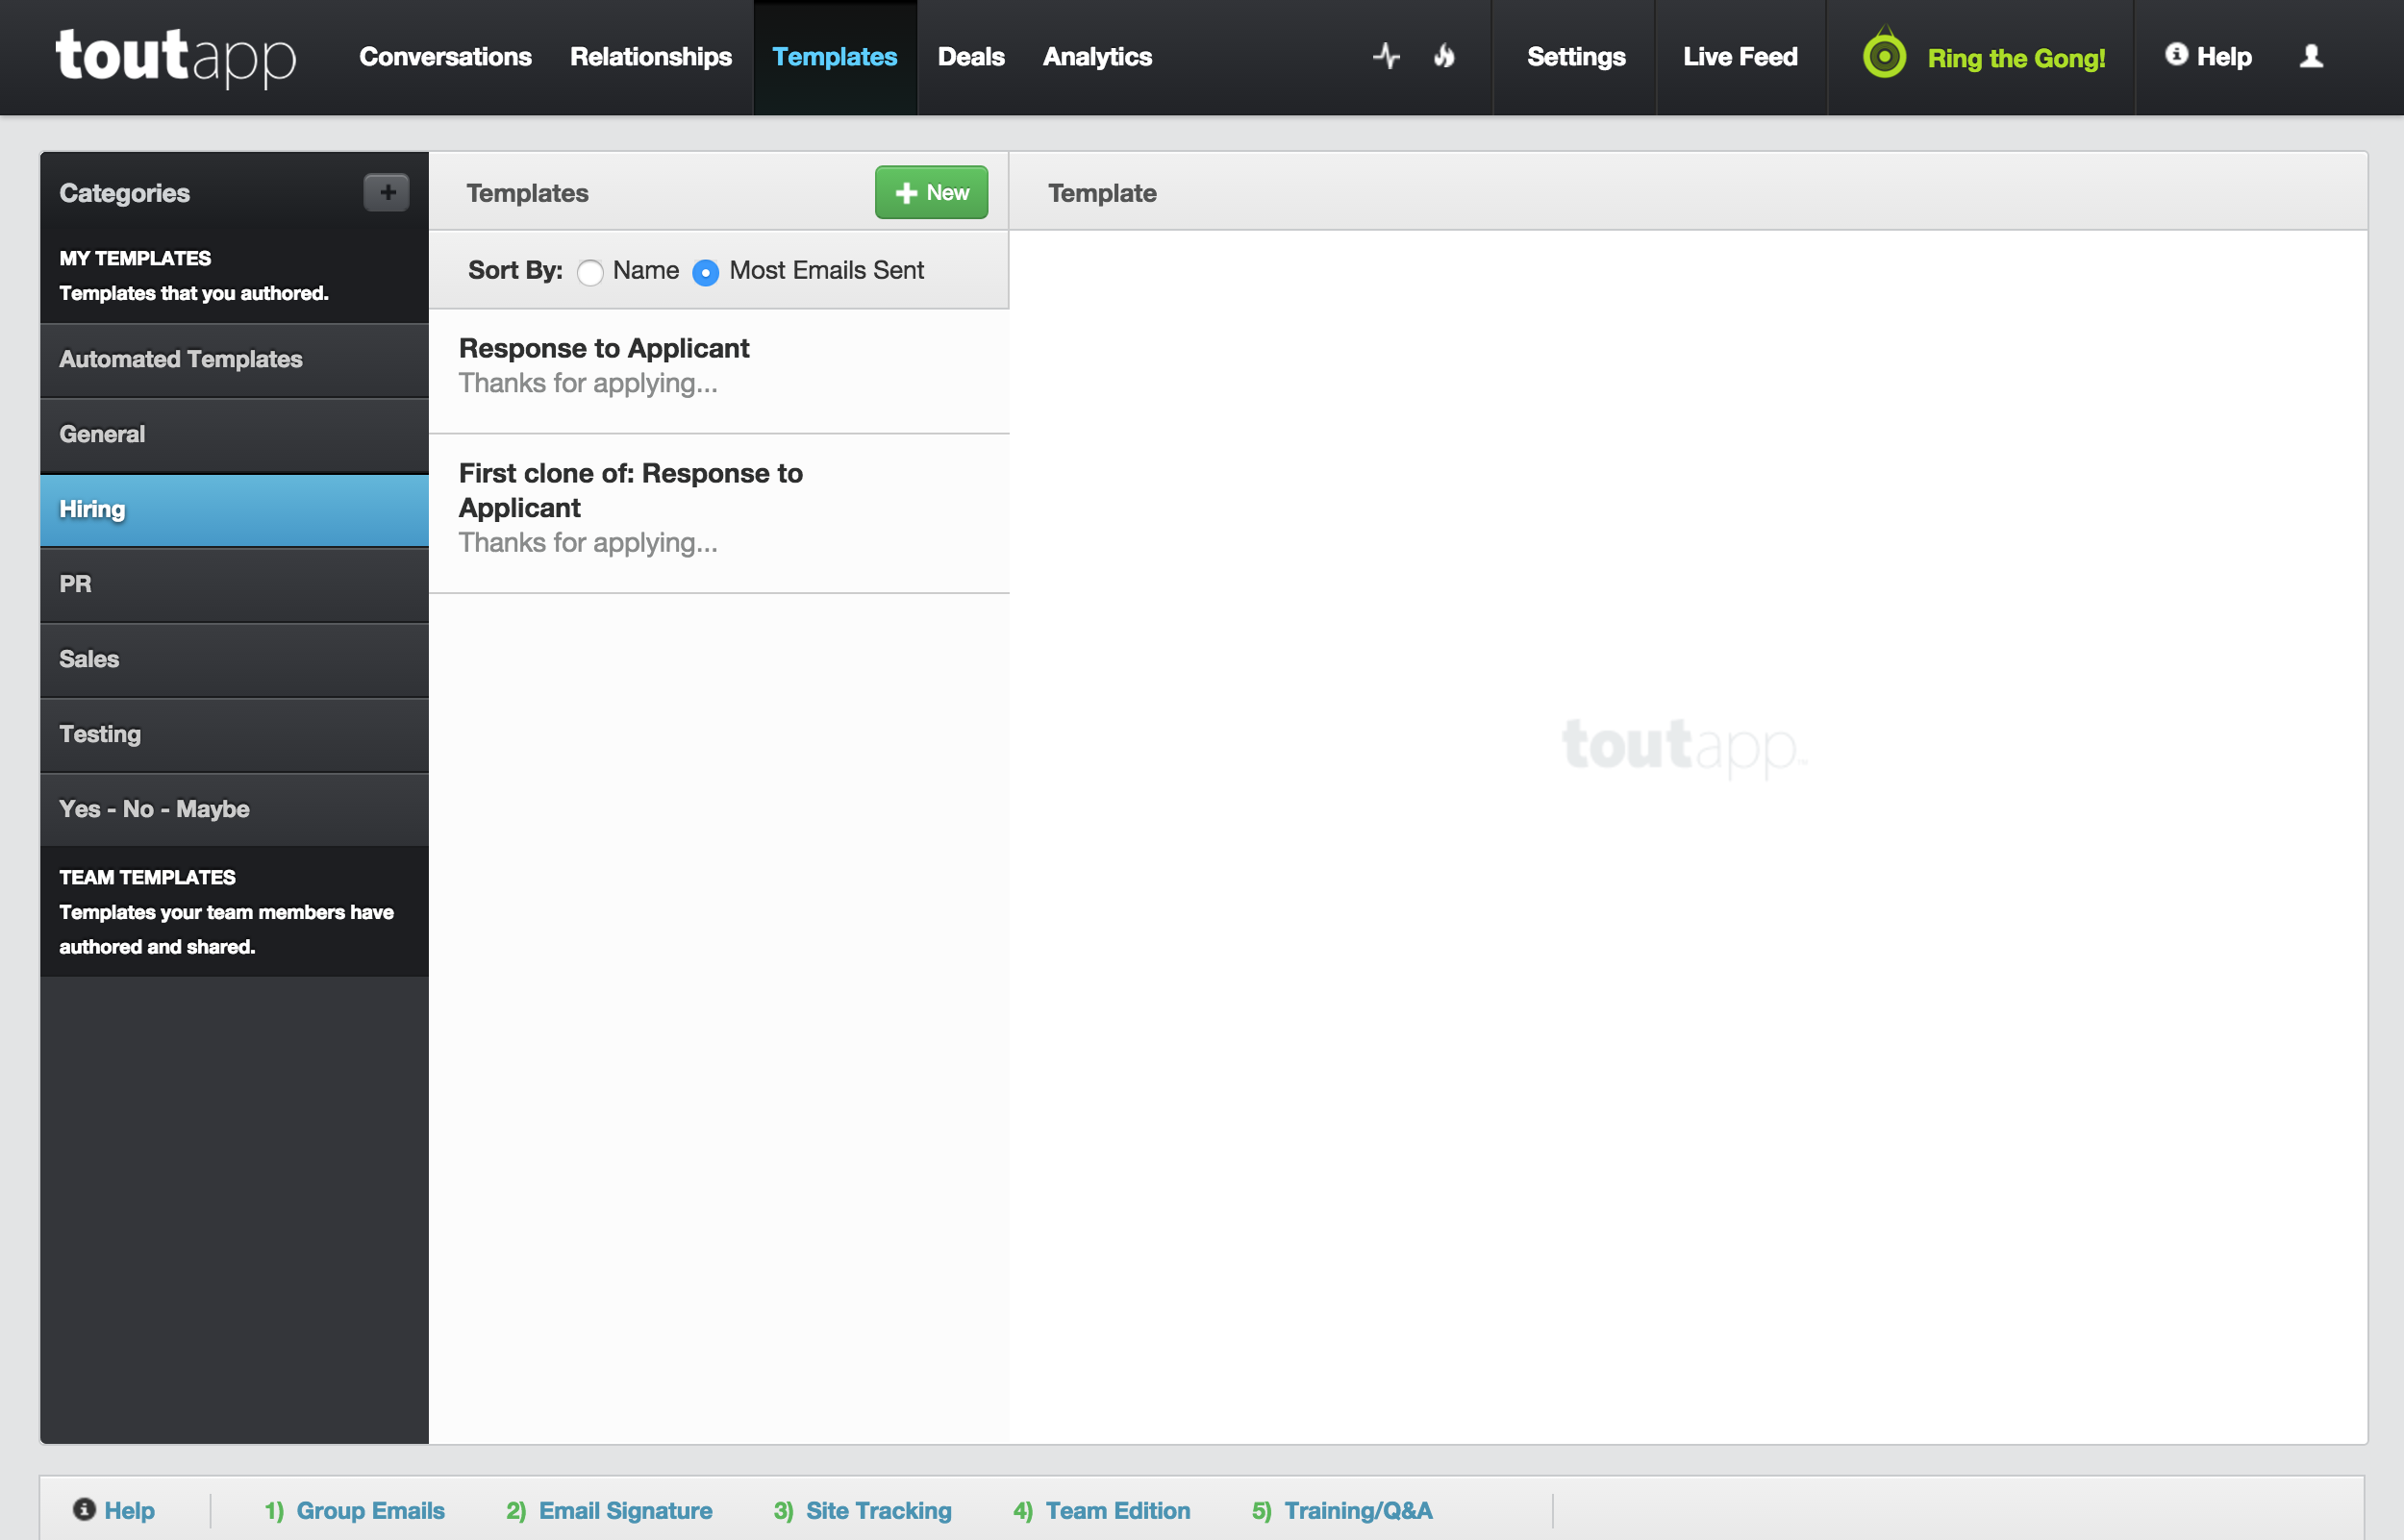 toutapp Conversations Relationships Templates Deals Analytics Settings Live Feed Ring the Gong! Help
Categories
MY TEMPLATES
Templates that you authored.
Automated Templates
General
Hiring
PR
Sales
Testing
Yes - No - Maybe
TEAM TEMPLATES
Templates your team members have
authored and shared.
Templates New
Sort By: Name Most Emails Sent
Response to Applicant
Thanks for applying...
First clone of: Response to
Applicant
Thanks for applying...
Template
toutapp
Help 1) Group Emails 2) Email Signature 3) Site Tracking 4) Team Edition 5) Training/Q&A